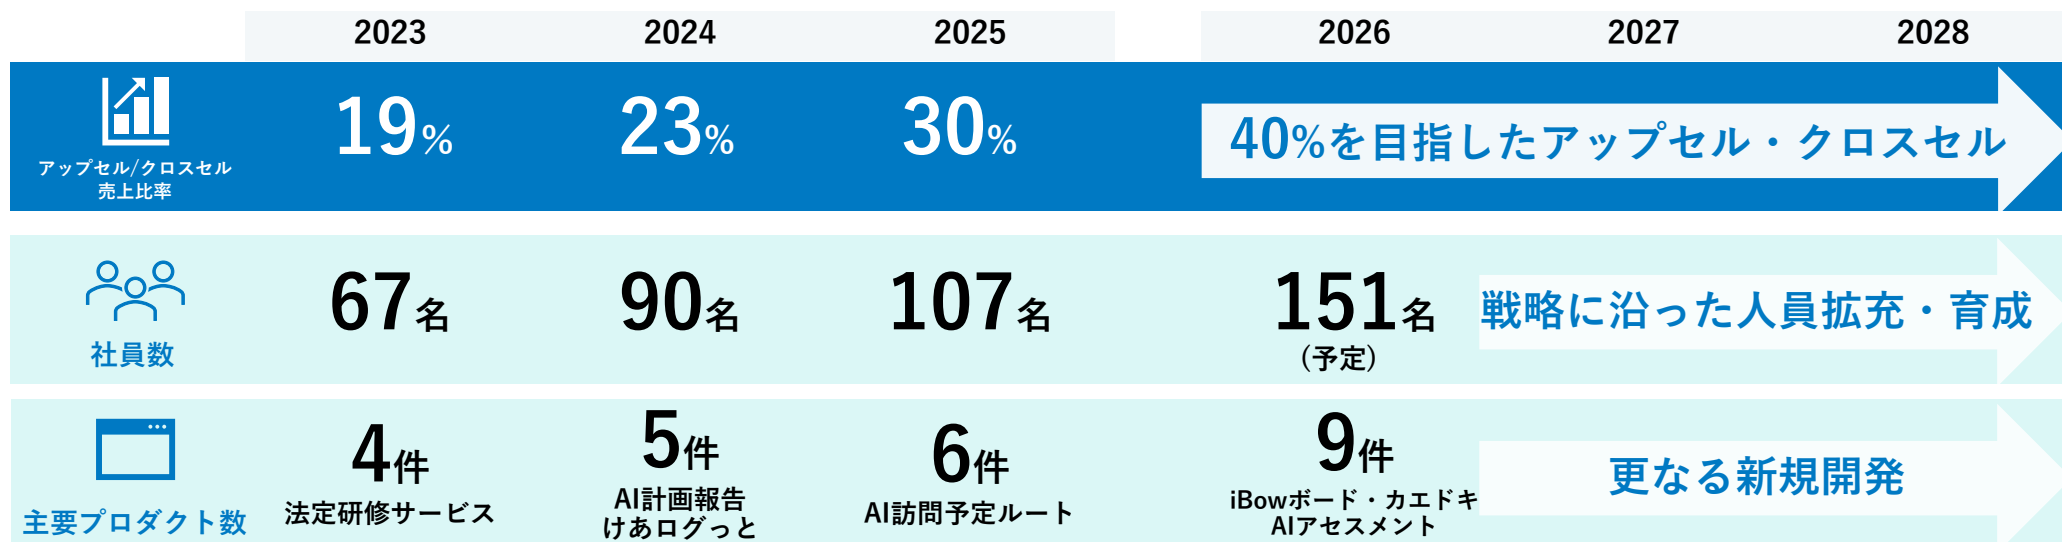 2023 2024 2025 2026 2027 2028
アップセル/クロスセル
売上比率
19% 23% 30% 40%を目指したアップセル・クロスセル
社員数
67名 90名 107名 151名
(予定)
戦略に沿った人員拡充・育成
主要プロダクト数
4件
法定研修サービス
5件
AI計画報告
けあログっと
6件
AI訪問予定ルート
9件
iBowボード・カエドキ
AIアセスメント
更なる新規開発